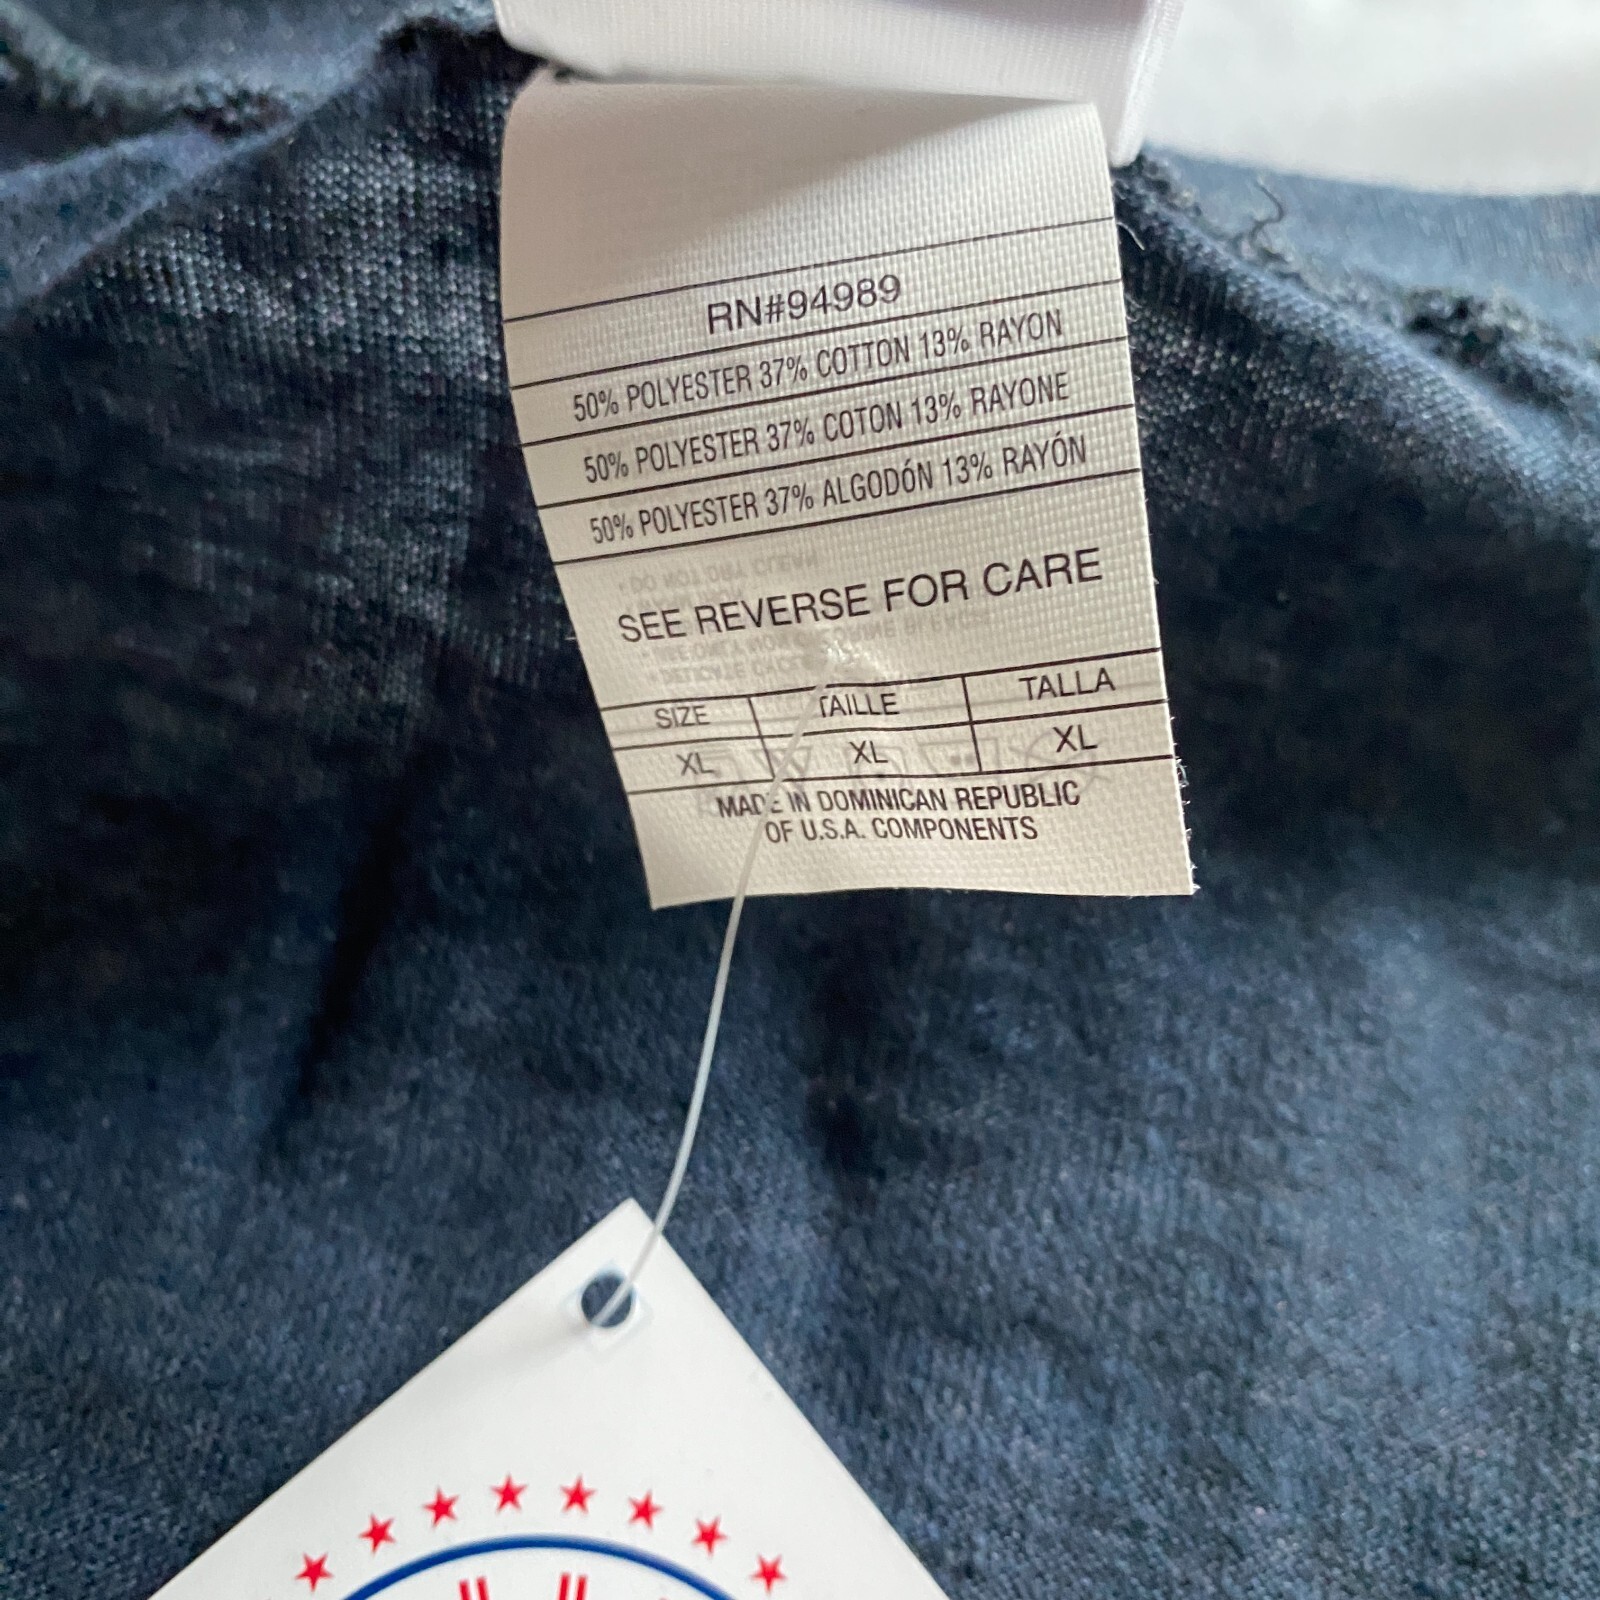 RN#94989
50% POLYESTER 37% COTTON 13% RAYON
50% POLYESTER 37% COTON 13% RAYONE
50% POLYESTER 37% ALGODÓN 13% RAYÓN
SEE REVERSE FOR CARE
SIZE TAILLE TALLA
XL XL XL
MADE IN DOMINICAN REPUBLIC
OF U.S.A. COMPONENTS